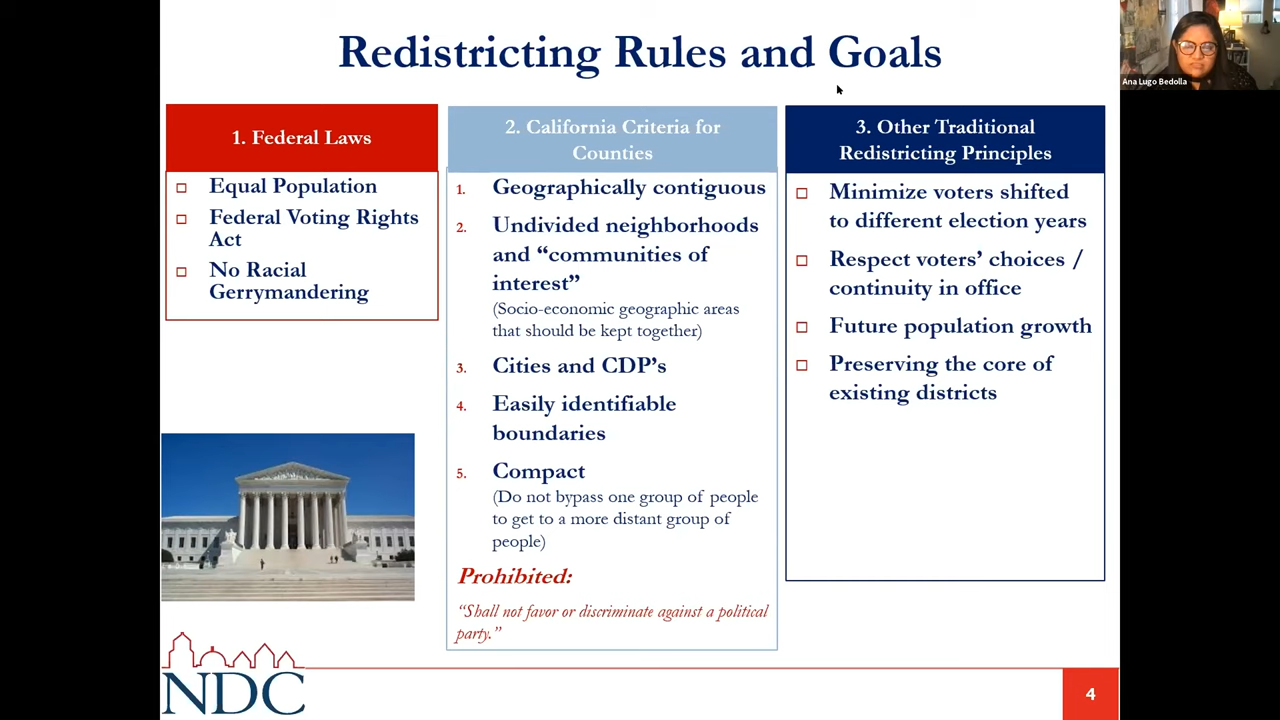 Redistricting Rules and Goals
Ana Lugo Bedolla
1. Federal Laws
□ Equal Population
□ Federal Voting Rights
Act
□ No Racial
Gerrymandering
2. California Criteria for
Counties
1. Geographically contiguous
2. Undivided neighborhoods
and “communities of
interest”
(Socio-economic geographic areas
that should be kept together)
3. Cities and CDP’s
4. Easily identifiable
boundaries
5. Compact
(Do not bypass one group of people
to get to a more distant group of
people)
Prohibited:
“Shall not favor or discriminate against a political
party.”
3. Other Traditional
Redistricting Principles
□ Minimize voters shifted
to different election years
□ Respect voters’ choices /
continuity in office
□ Future population growth
□ Preserving the core of
existing districts
NDC
4